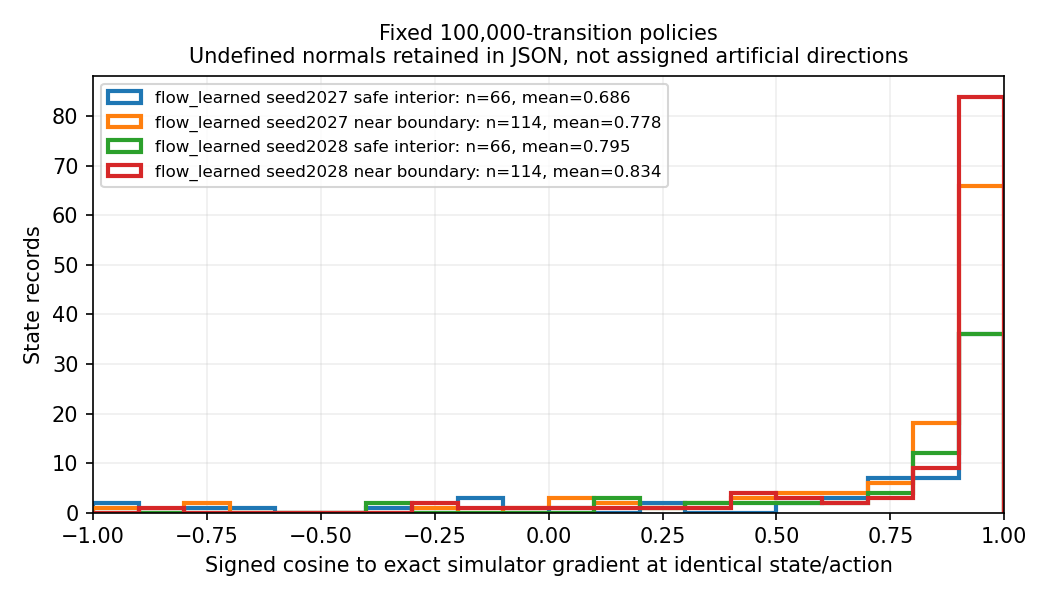 Fixed 100,000-transition policies
Undefined normals retained in JSON, not assigned artificial directions
flow_learned seed2027 safe interior: n=66, mean=0.686
flow_learned seed2027 near boundary: n=114, mean=0.778
flow_learned seed2028 safe interior: n=66, mean=0.795
flow_learned seed2028 near boundary: n=114, mean=0.834
State records
80
70
60
50
40
30
20
10
0
−1.00 −0.75 −0.50 −0.25 0.00 0.25 0.50 0.75 1.00
Signed cosine to exact simulator gradient at identical state/action